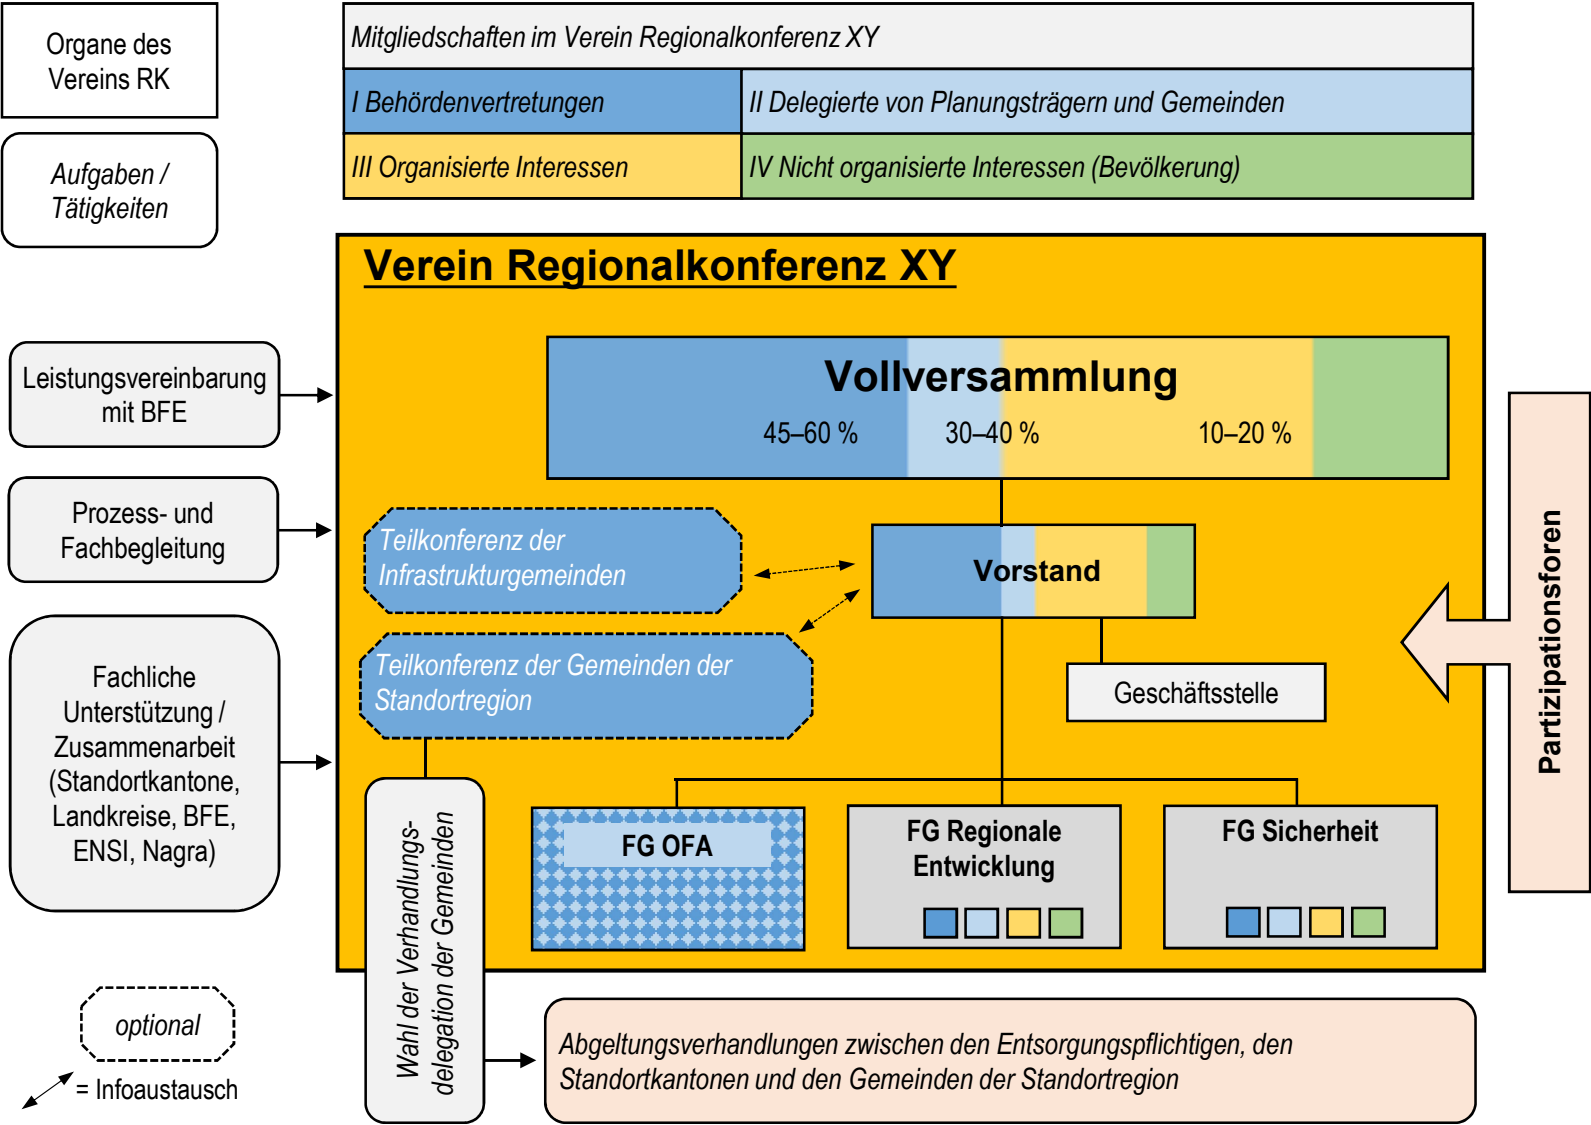 Organe des
Vereins RK
Aufgaben /
Tätigkeiten
Mitgliedschaften im Verein Regionalkonferenz XY
I Behördenvertretungen
II Delegierte von Planungsträgern und Gemeinden
III Organisierte Interessen
IV Nicht organisierte Interessen (Bevölkerung)
Verein Regionalkonferenz XY
Vollversammlung
45–60 %
30–40 %
10–20 %
Leistungsvereinbarung
mit BFE
Prozess- und
Fachbegleitung
Fachliche
Unterstützung /
Zusammenarbeit
(Standortkantone,
Landkreise, BFE,
ENSI, Nagra)
Teilkonferenz der
Infrastrukturgemeinden
Vorstand
Teilkonferenz der Gemeinden der
Standortregion
Geschäftsstelle
Partizipationsforen
FG OFA
FG Regionale
Entwicklung
FG Sicherheit
Wahl der Verhandlungs-
delegation der Gemeinden
Abgeltungsverhandlungen zwischen den Entsorgungspflichtigen, den
Standortkantonen und den Gemeinden der Standortregion
optional
= Infoaustausch